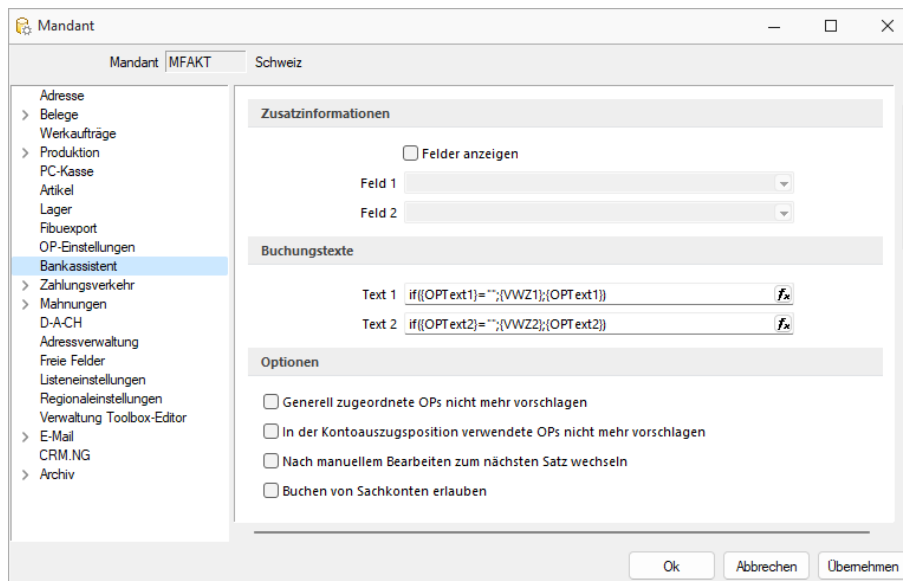 Mandant
Mandant MFAKT Schweiz
Adresse
Belege
Werkaufträge
Produktion
PC-Kasse
Artikel
Lager
Fibuexport
OP-Einstellungen
Bankassistent
Zahlungsverkehr
Mahnungen
D-A-CH
Adressverwaltung
Freie Felder
Listeneinstellungen
Regionaleinstellungen
Verwaltung Toolbox-Editor
E-Mail
CRM.NG
Archiv
Zusatzinformationen
Felder anzeigen
Feld 1
Feld 2
Buchungstexte
Text 1 if({OPText1}="";{VWZ1};{OPText1}) fx
Text 2 if({OPText2}="";{VWZ2};{OPText2}) fx
Optionen
Generell zugeordnete OPs nicht mehr vorschlagen
In der Kontoauszugsposition verwendete OPs nicht mehr vorschlagen
Nach manuellem Bearbeiten zum nächsten Satz wechseln
Buchen von Sachkonten erlauben
Ok Abbrechen Übernehmen